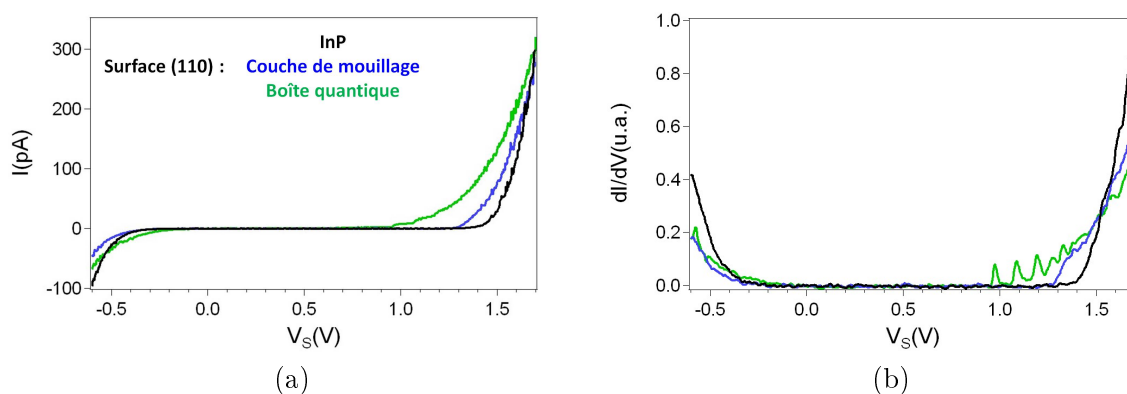 InP
Surface (110) : Couche de mouillage
Boîte quantique
I(pA)
300
200
100
0
-100
-0.5 0.0 0.5 1.0 1.5
V_S(V)
(a)
dI/dV(u.a.)
1.0
0.8
0.6
0.4
0.2
0.0
-0.5 0.0 0.5 1.0 1.5
V_S(V)
(b)